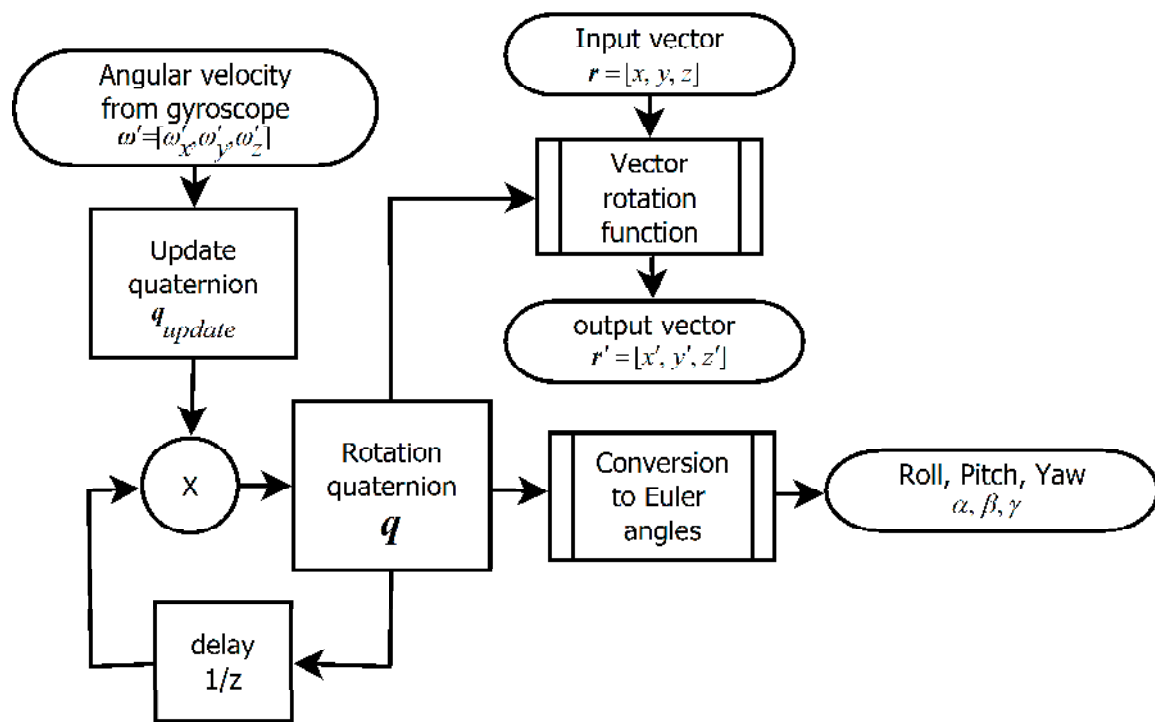 Angular velocity
from gyroscope
ω'=[ω'x,ω'y,ω'z]
Input vector
r = [x, y, z]
Update
quaternion
q update
Vector
rotation
function
output vector
r' = [x', y', z']
X
Rotation
quaternion
q
Conversion
to Euler
angles
Roll, Pitch, Yaw
α, β, γ
delay
1/z